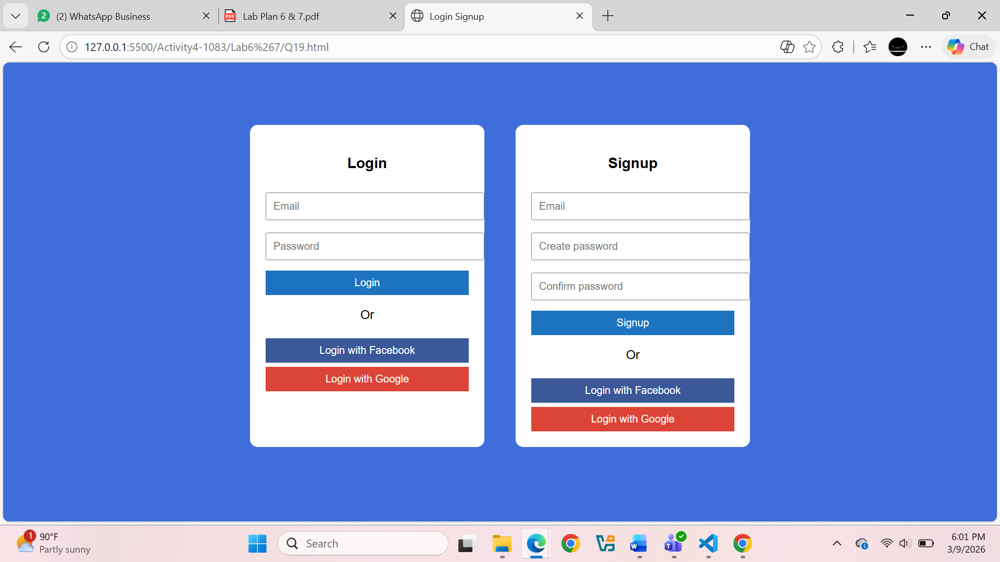 2 (2) WhatsApp Business
PDF Lab Plan 6 & 7.pdf
Login Signup
127.0.0.1:5500/Activity4-1083/Lab6%267/Q19.html
Chat
Login
Email
Password
Login
Or
Login with Facebook
Login with Google
Signup
Email
Create password
Confirm password
Signup
Or
Login with Facebook
Login with Google
1
90°F
Partly sunny
Search
W
T
6:01 PM
3/9/2026